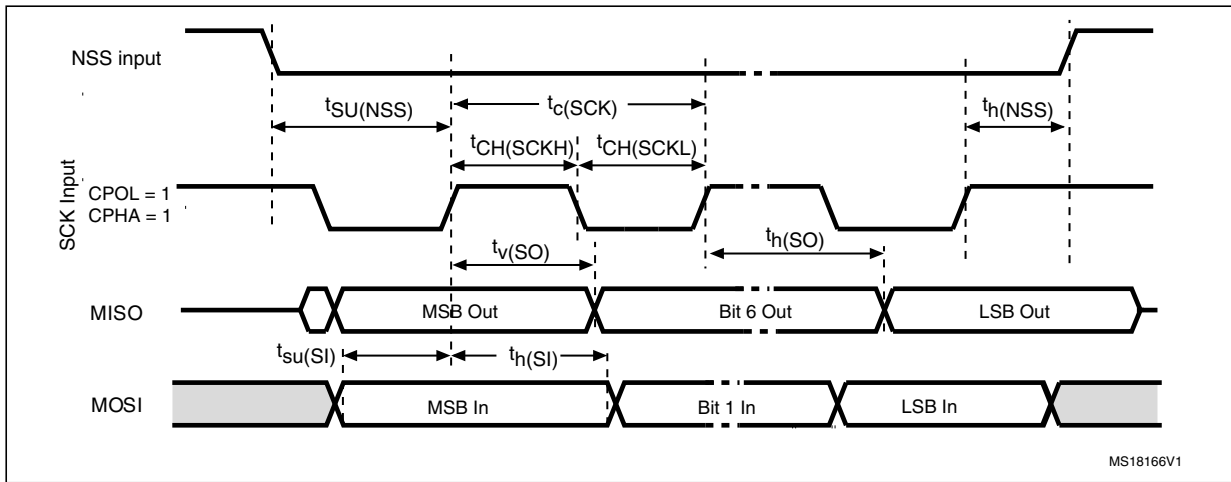 NSS input
tSU(NSS)
tc(SCK)
th(NSS)
tCH(SCKH)
tCH(SCKL)
SCK Input
CPOL = 1
CPHA = 1
tv(SO)
th(SO)
MISO
MSB Out
Bit 6 Out
LSB Out
tsu(SI)
th(SI)
MOSI
MSB In
Bit 1 In
LSB In
MS18166V1